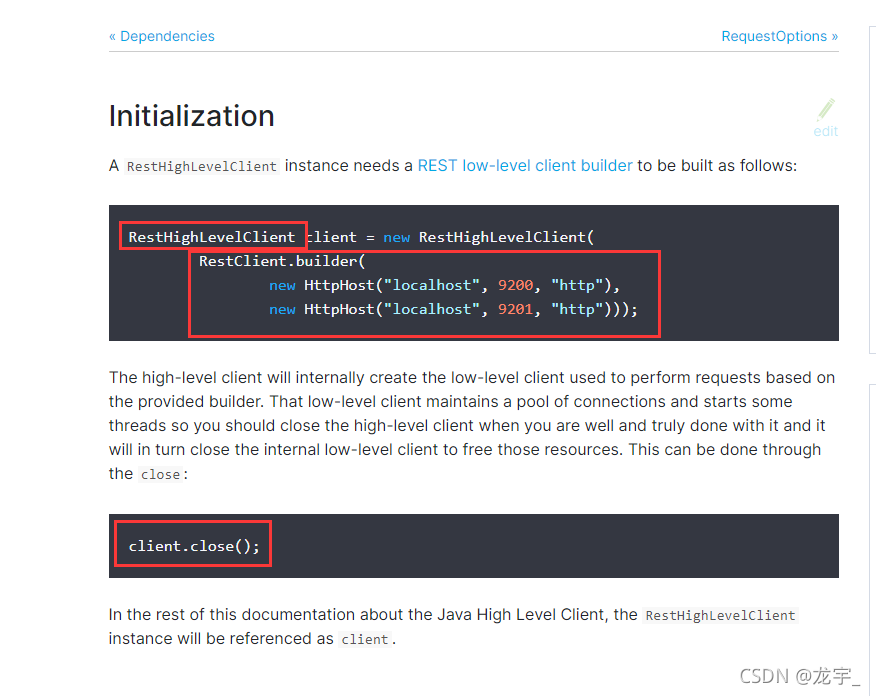 « Dependencies
RequestOptions »
Initialization
edit
A RestHighLevelClient instance needs a REST low-level client builder to be built as follows:
RestHighLevelClient client = new RestHighLevelClient(
RestClient.builder(
new HttpHost("localhost", 9200, "http"),
new HttpHost("localhost", 9201, "http")));
The high-level client will internally create the low-level client used to perform requests based on
the provided builder. That low-level client maintains a pool of connections and starts some
threads so you should close the high-level client when you are well and truly done with it and it
will in turn close the internal low-level client to free those resources. This can be done through
the close:
client.close();
In the rest of this documentation about the Java High Level Client, the RestHighLevelClient
instance will be referenced as client.
CSDN @龙宇_